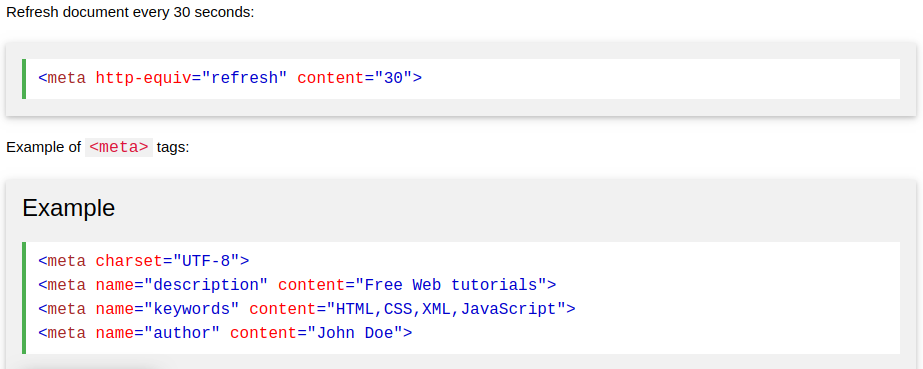 Refresh document every 30 seconds:
<meta http-equiv="refresh" content="30">
Example of <meta> tags:
Example
<meta charset="UTF-8">
<meta name="description" content="Free Web tutorials">
<meta name="keywords" content="HTML,CSS,XML,JavaScript">
<meta name="author" content="John Doe">